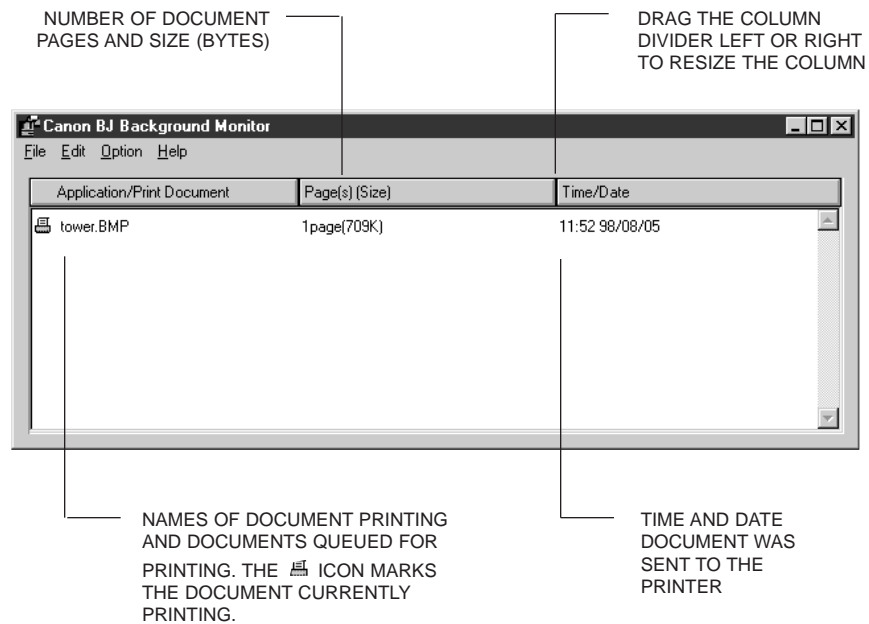 NUMBER OF DOCUMENT
PAGES AND SIZE (BYTES)
DRAG THE COLUMN
DIVIDER LEFT OR RIGHT
TO RESIZE THE COLUMN
Canon BJ Background Monitor
File Edit Option Help
Application/Print Document Page(s) (Size) Time/Date
tower.BMP 1page(709K) 11:52 98/08/05
NAMES OF DOCUMENT PRINTING
AND DOCUMENTS QUEUED FOR
PRINTING. THE ICON MARKS
THE DOCUMENT CURRENTLY
PRINTING.
TIME AND DATE
DOCUMENT WAS
SENT TO THE
PRINTER